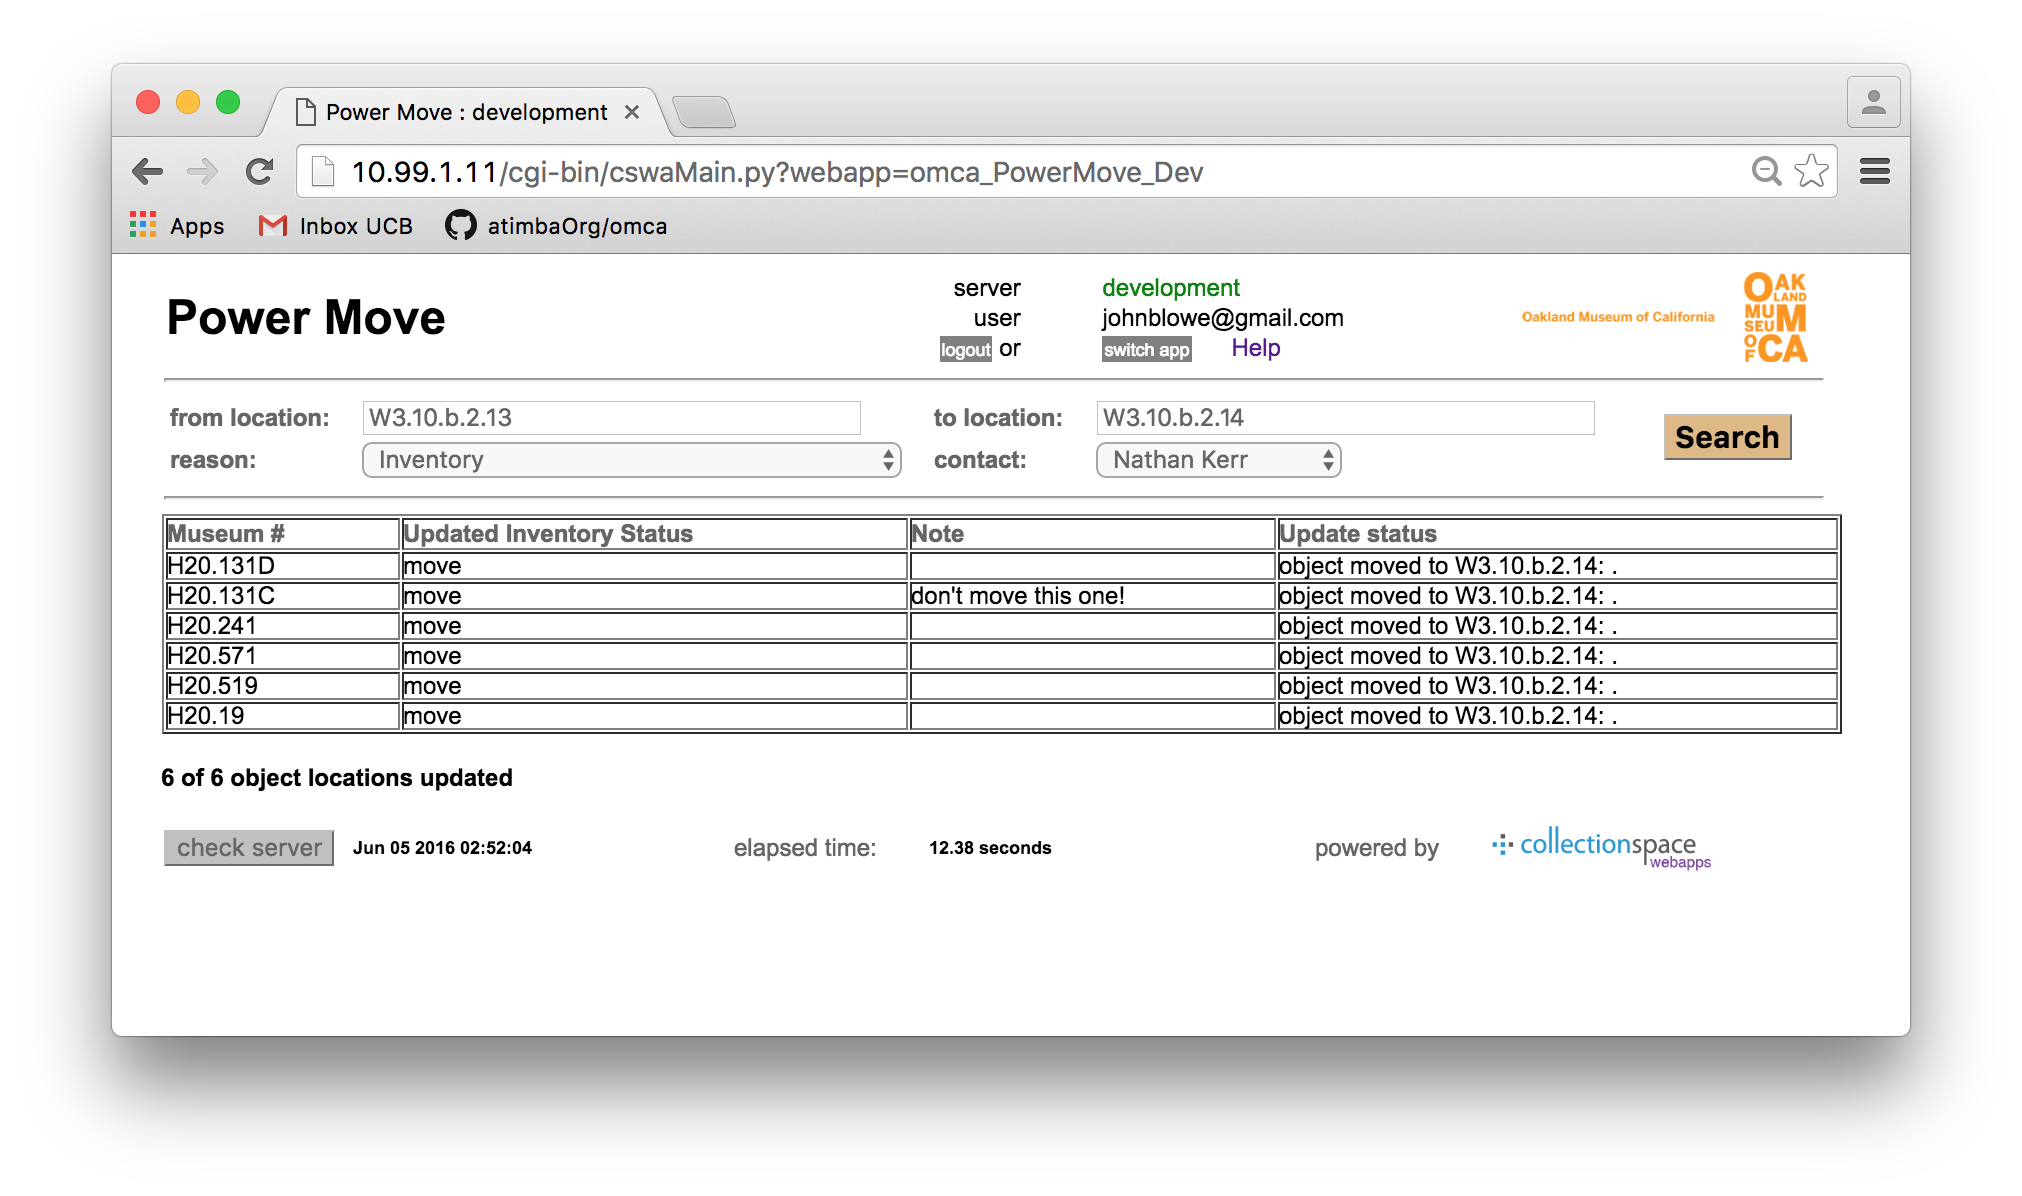 Power Move : development
10.99.1.11/cgi-bin/cswaMain.py?webapp=omca_PowerMove_Dev
Apps Inbox UCB atimbaOrg/omca
Power Move
server development
user johnblowe@gmail.com
logout or switch app Help
Oakland Museum of California
OAK
LAND
MUSEUM
OF CA
from location: W3.10.b.2.13 to location: W3.10.b.2.14
Search
reason: Inventory contact: Nathan Kerr
Museum # Updated Inventory Status Note Update status
H20.131D move object moved to W3.10.b.2.14: .
H20.131C move don't move this one! object moved to W3.10.b.2.14: .
H20.241 move object moved to W3.10.b.2.14: .
H20.571 move object moved to W3.10.b.2.14: .
H20.519 move object moved to W3.10.b.2.14: .
H20.19 move object moved to W3.10.b.2.14: .
6 of 6 object locations updated
check server Jun 05 2016 02:52:04 elapsed time: 12.38 seconds powered by collectionspace
webapps